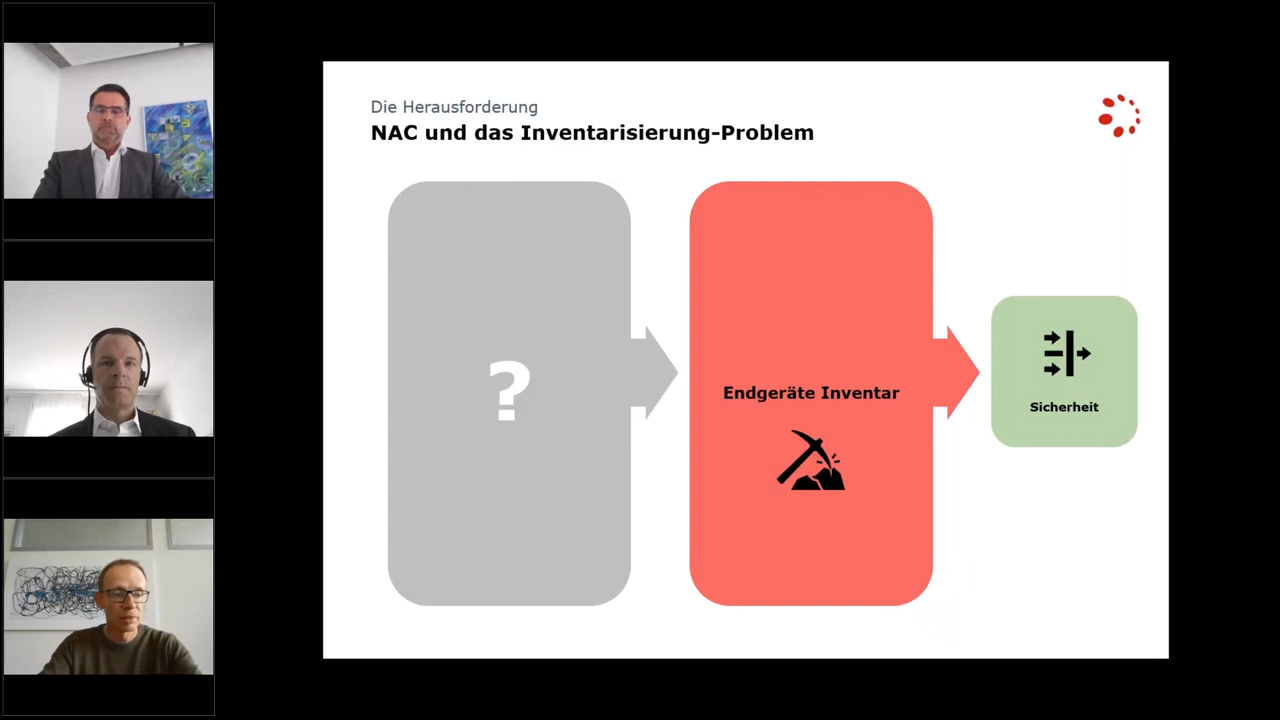 Die Herausforderung
NAC und das Inventarisierung-Problem
?
Endgeräte Inventar
Sicherheit